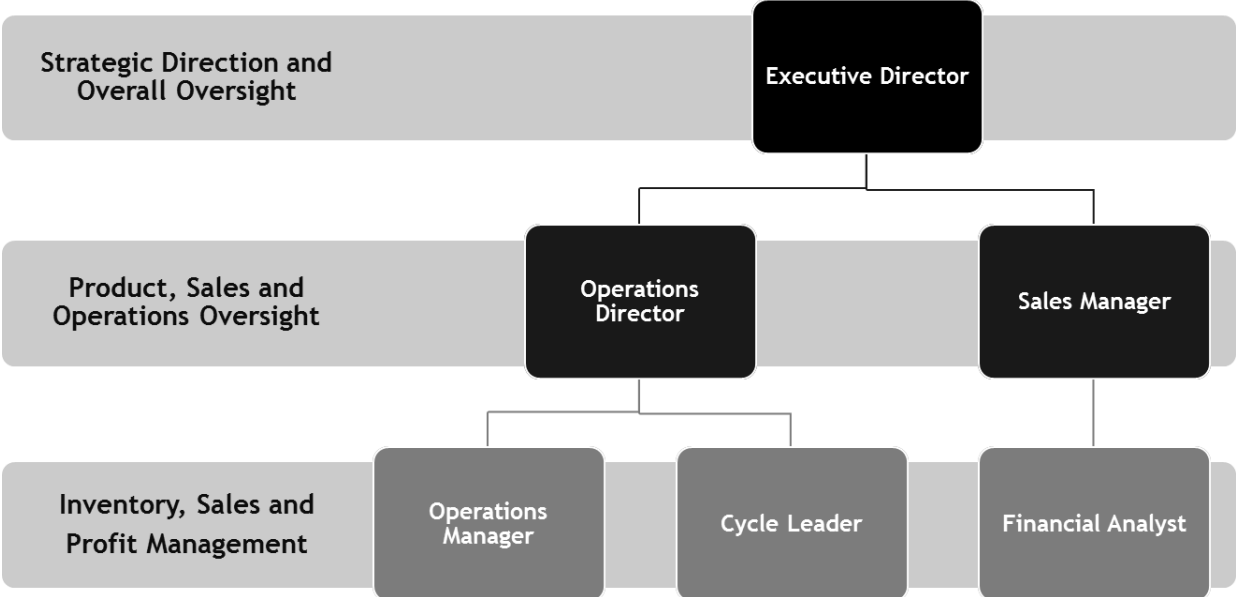 Strategic Direction and
Overall Oversight
Executive Director
Product, Sales and
Operations Oversight
Operations
Director
Sales Manager
Inventory, Sales and
Profit Management
Operations
Manager
Cycle Leader
Financial Analyst